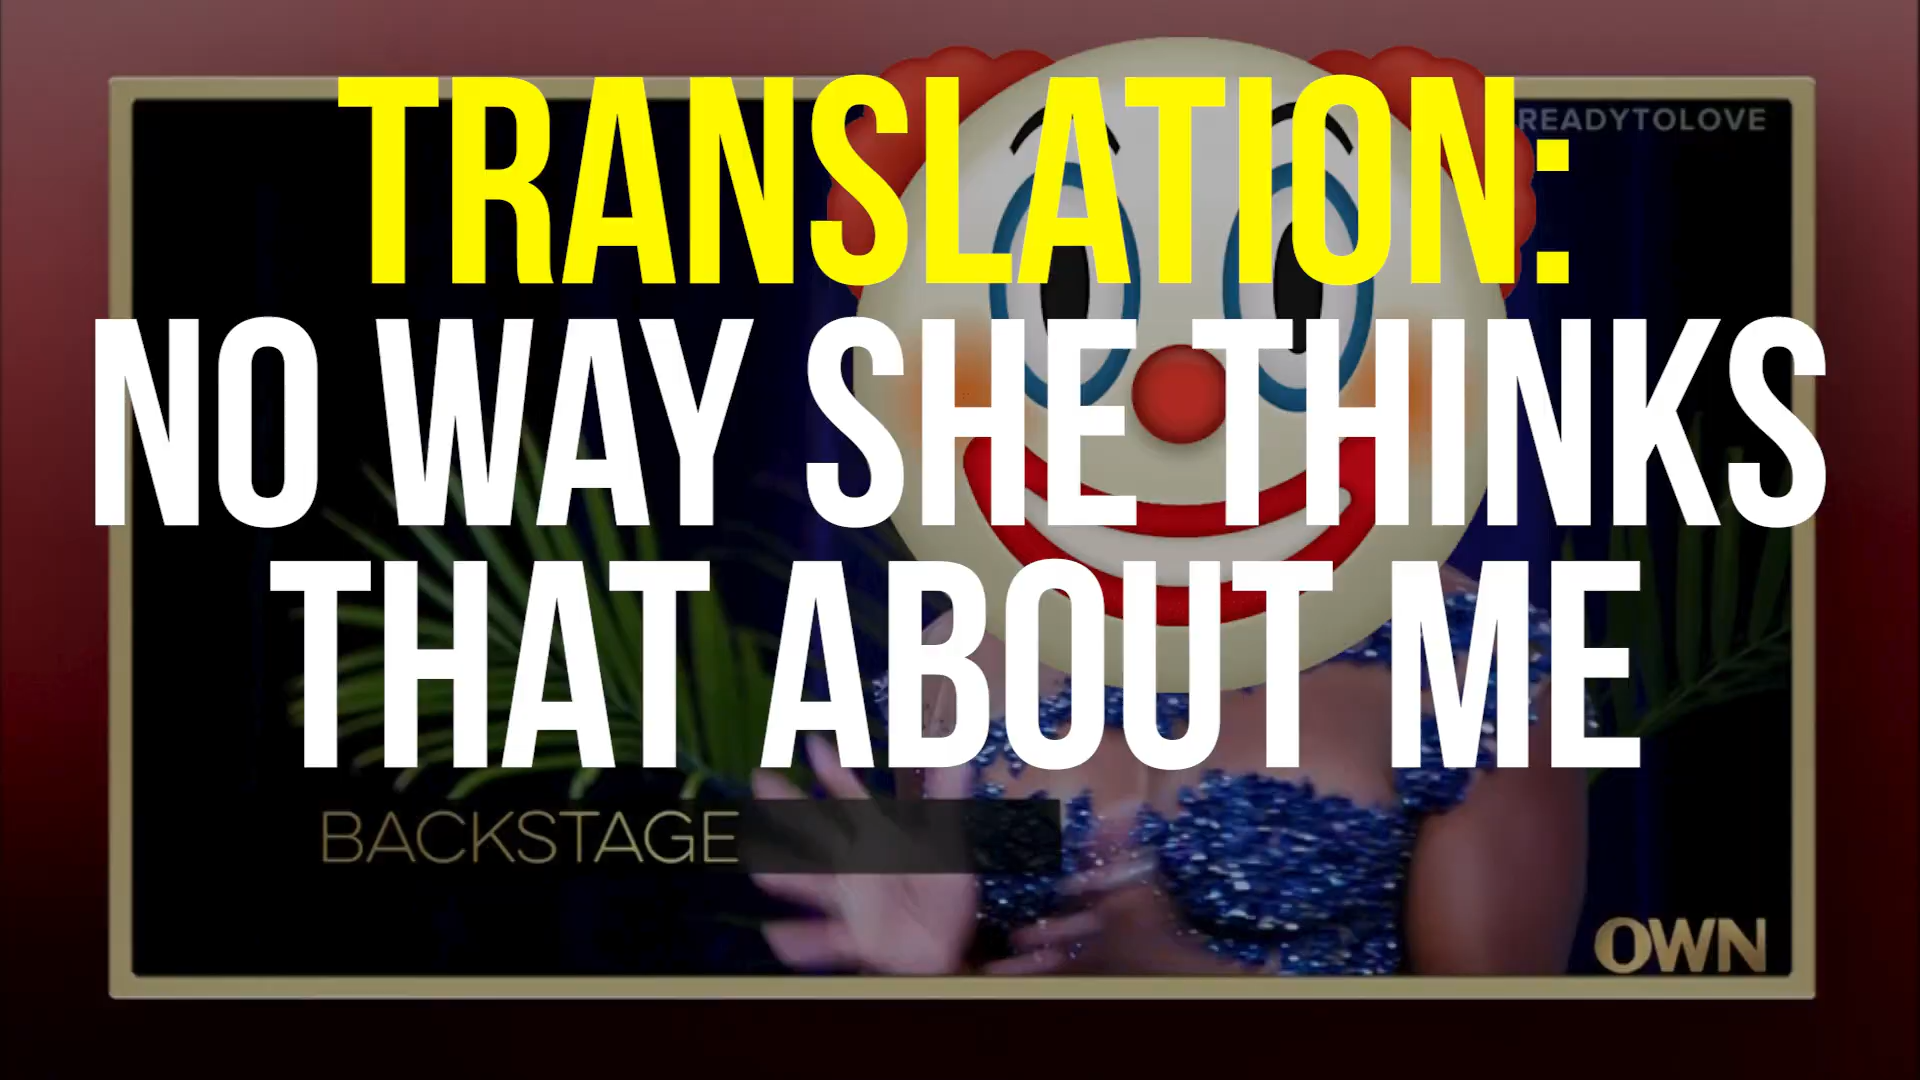 TRANSLATION:
READYTOLOVE
NO WAY SHE THINKS
THAT ABOUT ME
BACKSTAGE
OWN